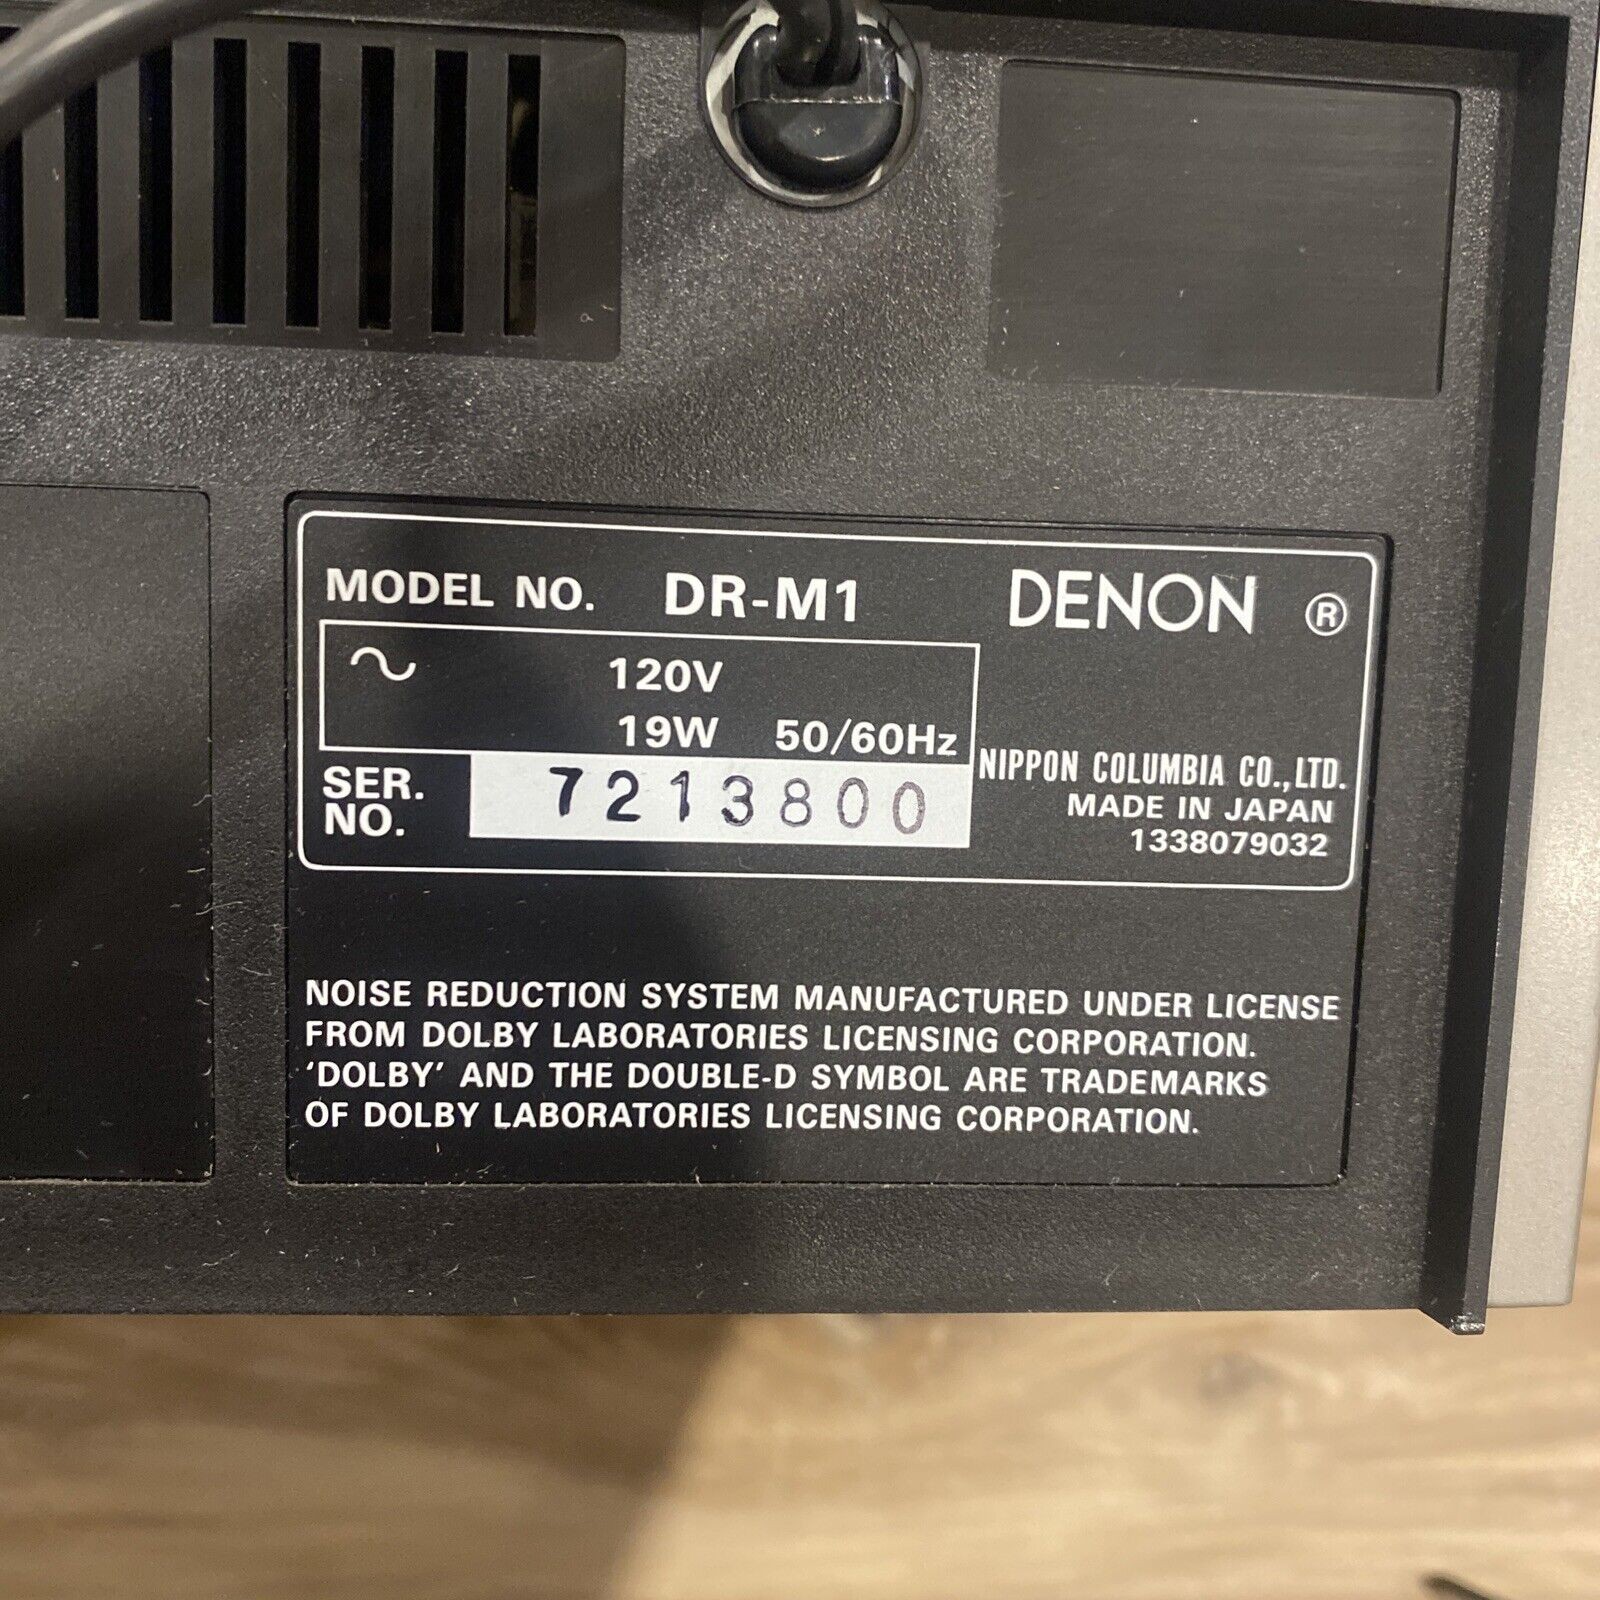 MODEL NO. DR-M1 DENON ®
120V
19W 50/60Hz
SER. NO. 7213800
NIPPON COLUMBIA CO.,LTD.
MADE IN JAPAN
1338079032
NOISE REDUCTION SYSTEM MANUFACTURED UNDER LICENSE
FROM DOLBY LABORATORIES LICENSING CORPORATION.
'DOLBY' AND THE DOUBLE-D SYMBOL ARE TRADEMARKS
OF DOLBY LABORATORIES LICENSING CORPORATION.